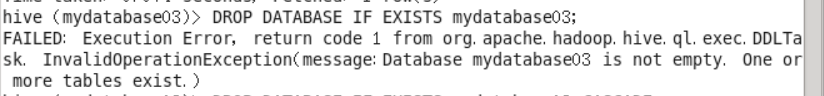 hive (mydatabase03)> DROP DATABASE IF EXISTS mydatabase03;
FAILED: Execution Error, return code 1 from org.apache.hadoop.hive.ql.exec.DDLTa
sk. InvalidOperationException(message:Database mydatabase03 is not empty. One or
 more tables exist.)